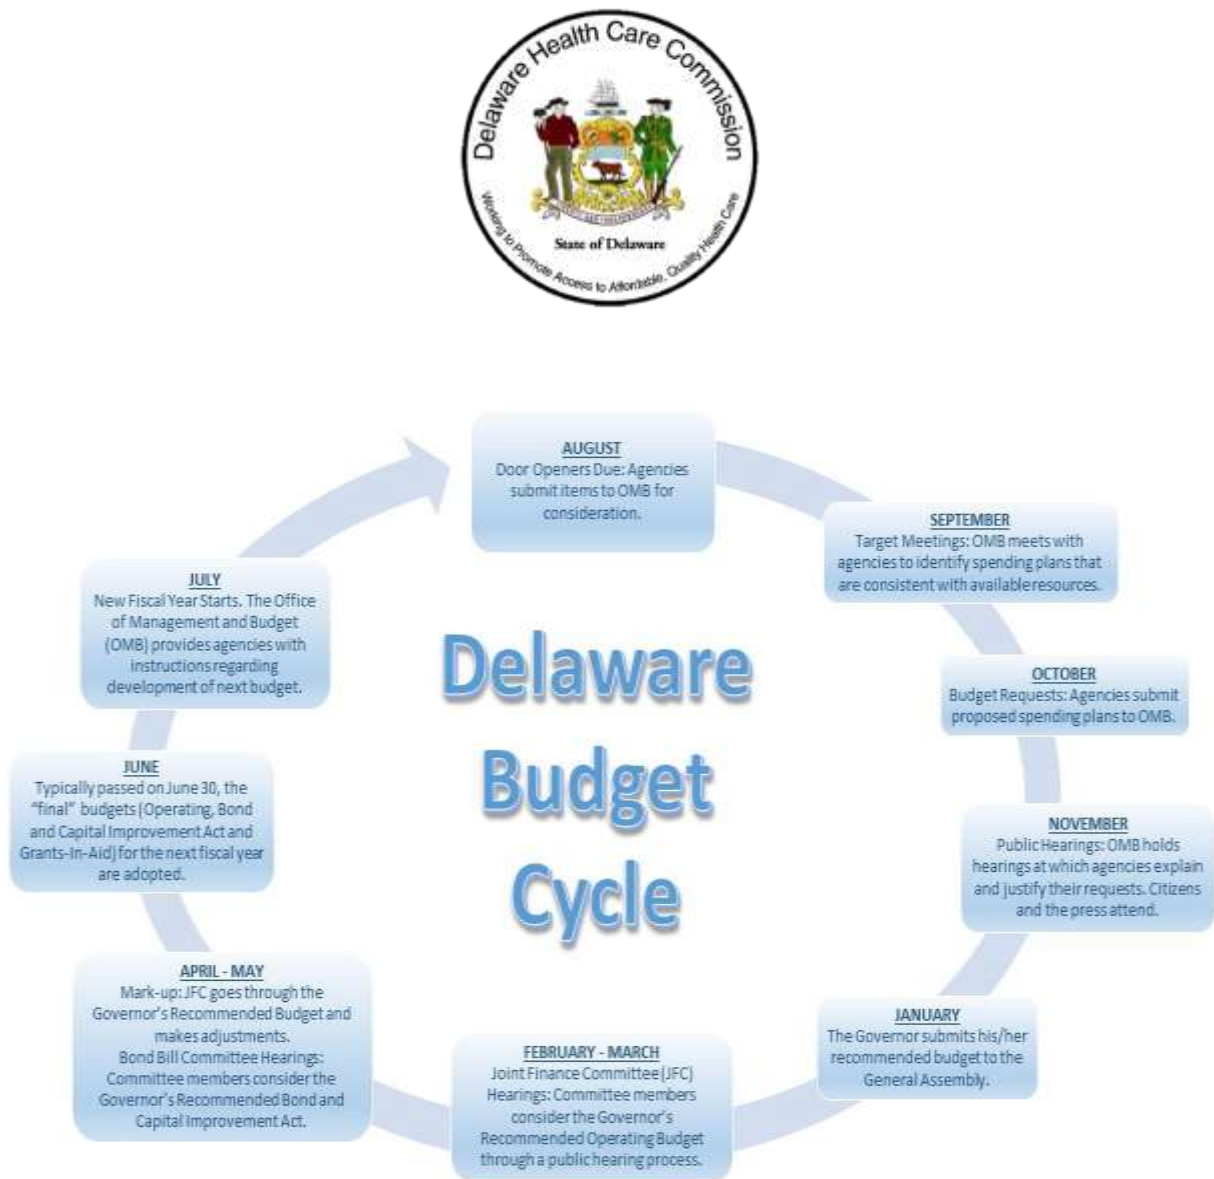 Delaware Health Care Commission
State of Delaware
Working to Promote Access to Affordable, Quality Health Care
AUGUST
Door Openers Due: Agencies
submit items to OMB for
consideration.
SEPTEMBER
Target Meetings: OMB meets with
agencies to identify spending plans that
are consistent with available resources.
OCTOBER
Budget Requests: Agencies submit
proposed spending plans to OMB.
NOVEMBER
Public Hearings: OMB holds
hearings at which agencies explain
and justify their requests. Citizens
and the press attend.
JANUARY
The Governor submits his/her
recommended budget to the
General Assembly.
FEBRUARY - MARCH
Joint Finance Committee (JFC)
Hearings: Committee members
consider the Governor's
Recommended Operating Budget
through a public hearing process.
APRIL - MAY
Mark-up: JFC goes through the
Governor's Recommended Budget and
makes adjustments.
Bond Bill Committee Hearings:
Committee members consider the
Governor's Recommended Bond and
Capital Improvement Act.
JUNE
Typically passed on June 30, the
"final" budgets (Operating, Bond
and Capital Improvement Act and
Grants-In-Aid) for the next fiscal year
are adopted.
JULY
New Fiscal Year Starts. The Office
of Management and Budget
(OMB) provides agencies with
instructions regarding
development of next budget.
Delaware
Budget
Cycle